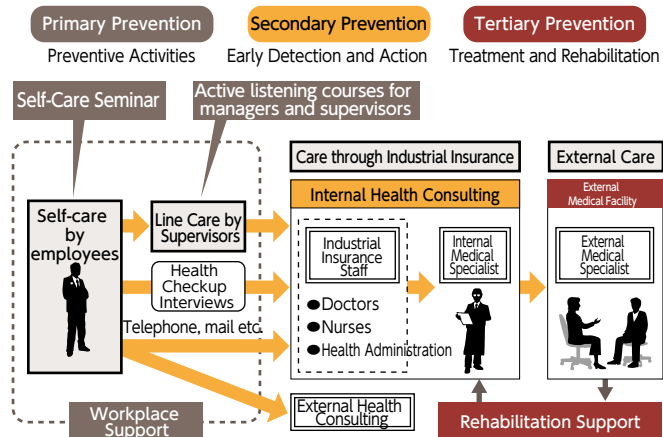 Primary Prevention
Secondary Prevention
Tertiary Prevention
Preventive Activities
Early Detection and Action
Treatment and Rehabilitation
Self-Care Seminar
Active listening courses for
managers and supervisors
Care through Industrial Insurance
External Care
Internal Health Consulting
External
Medical Facility
Self-care
by
employees
Line Care by
Supervisors
Health
Checkup
Interviews
Telephone, mail etc.
Industrial
Insurance
Staff
●Doctors
●Nurses
●Health Administration
Internal
Medical
Specialist
External
Medical
Specialist
External Health
Consulting
Workplace
Support
Rehabilitation Support